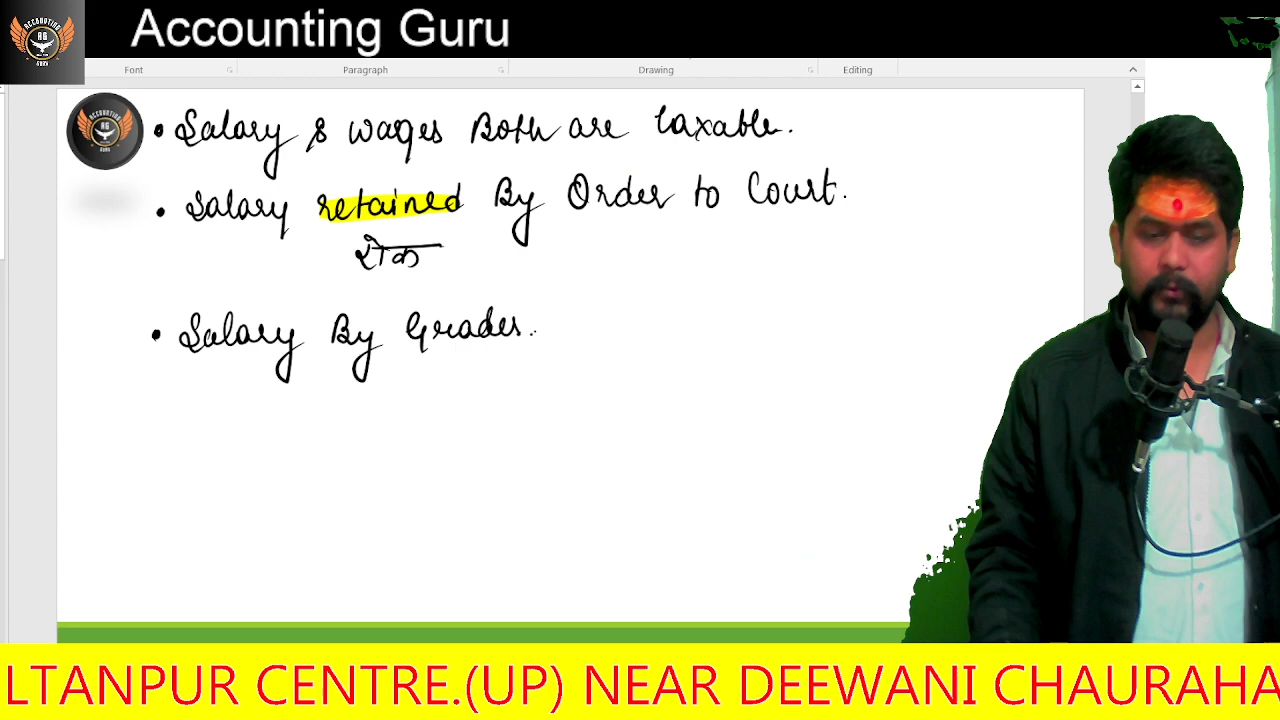 Accounting Guru
Font Paragraph Drawing Editing
• Salary & wages Both are taxable.
• Salary retained By Order to Court.
रोक
• Salary By Grades.
LTANPUR CENTRE.(UP) NEAR DEEWANI CHAURAHA